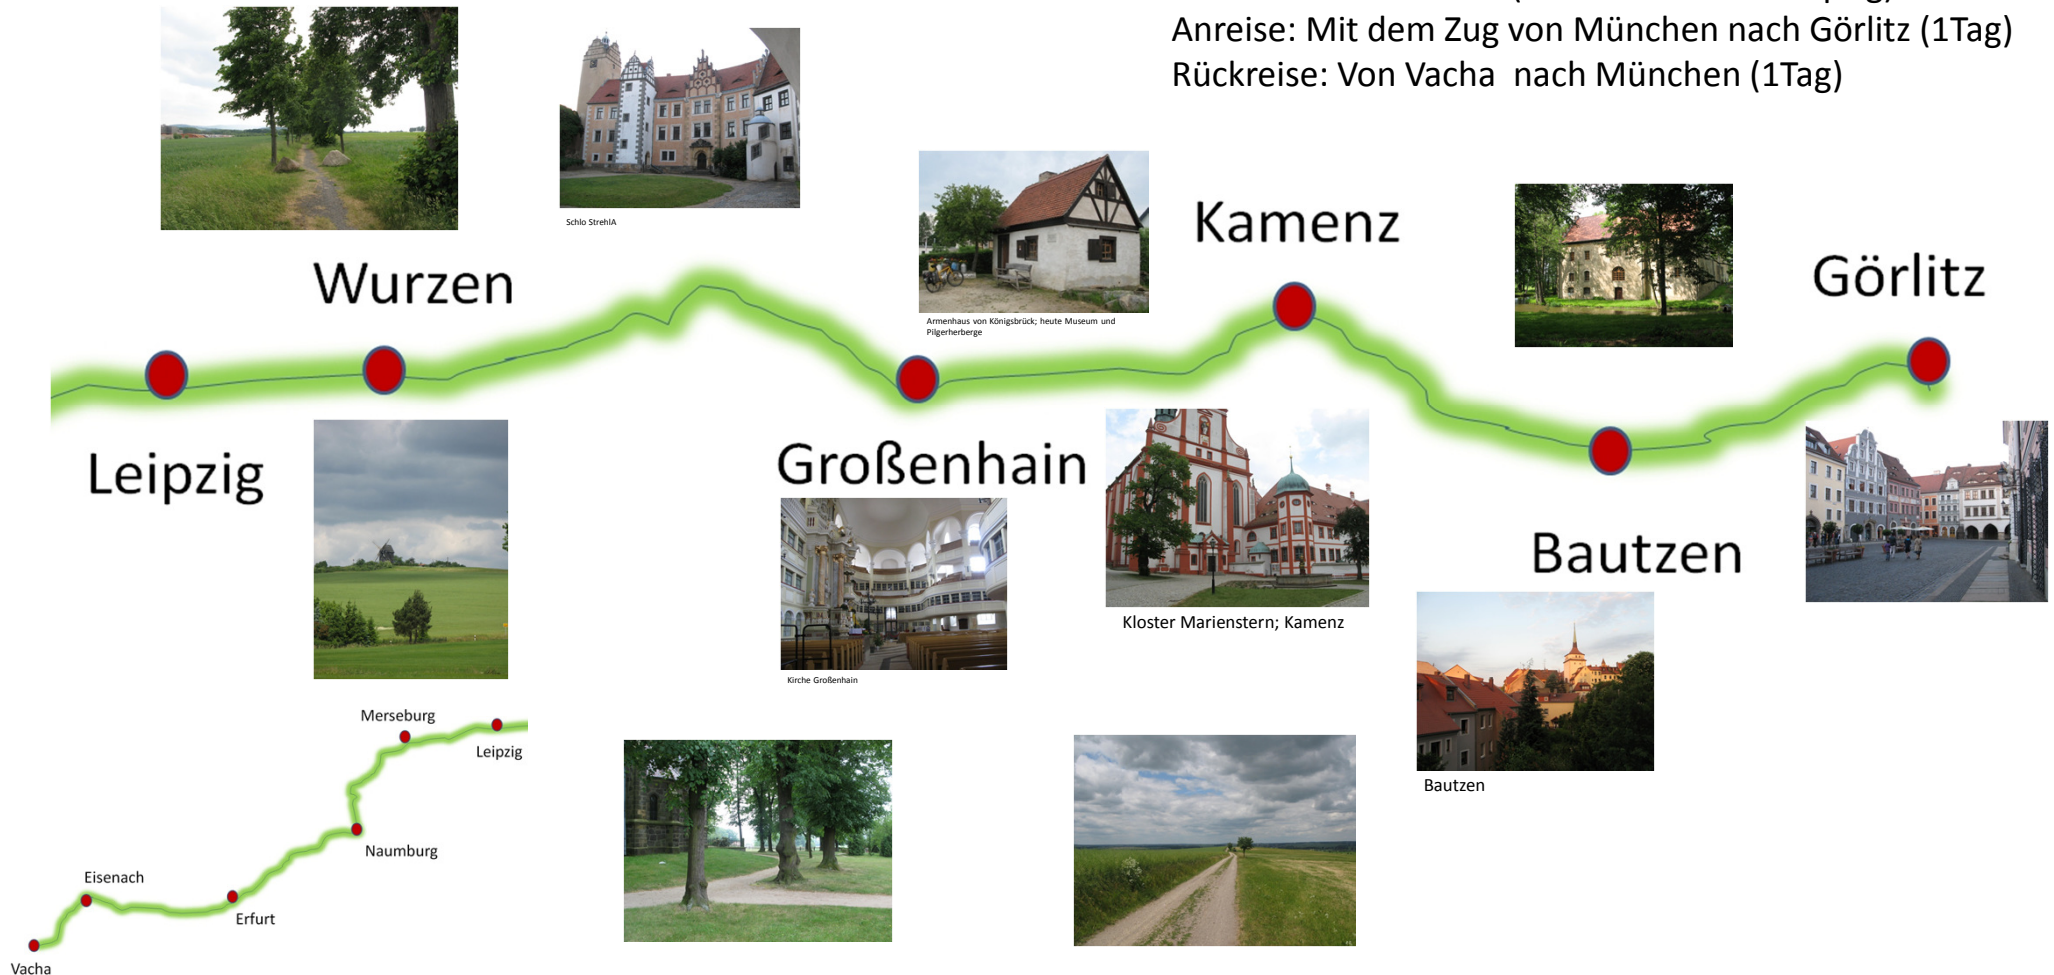 Anreise: Mit dem Zug von München nach Görlitz (1Tag)
Rückreise: Von Vacha nach München (1Tag)
Schlo StrehlA
Kamenz
Görlitz
Wurzen
Armenhaus von Königsbrück; heute Museum und
Pilgerherberge
Leipzig
Großenhain
Bautzen
Kloster Marienstern; Kamenz
Kirche Großenhain
Bautzen
Merseburg
Leipzig
Naumburg
Eisenach
Erfurt
Vacha